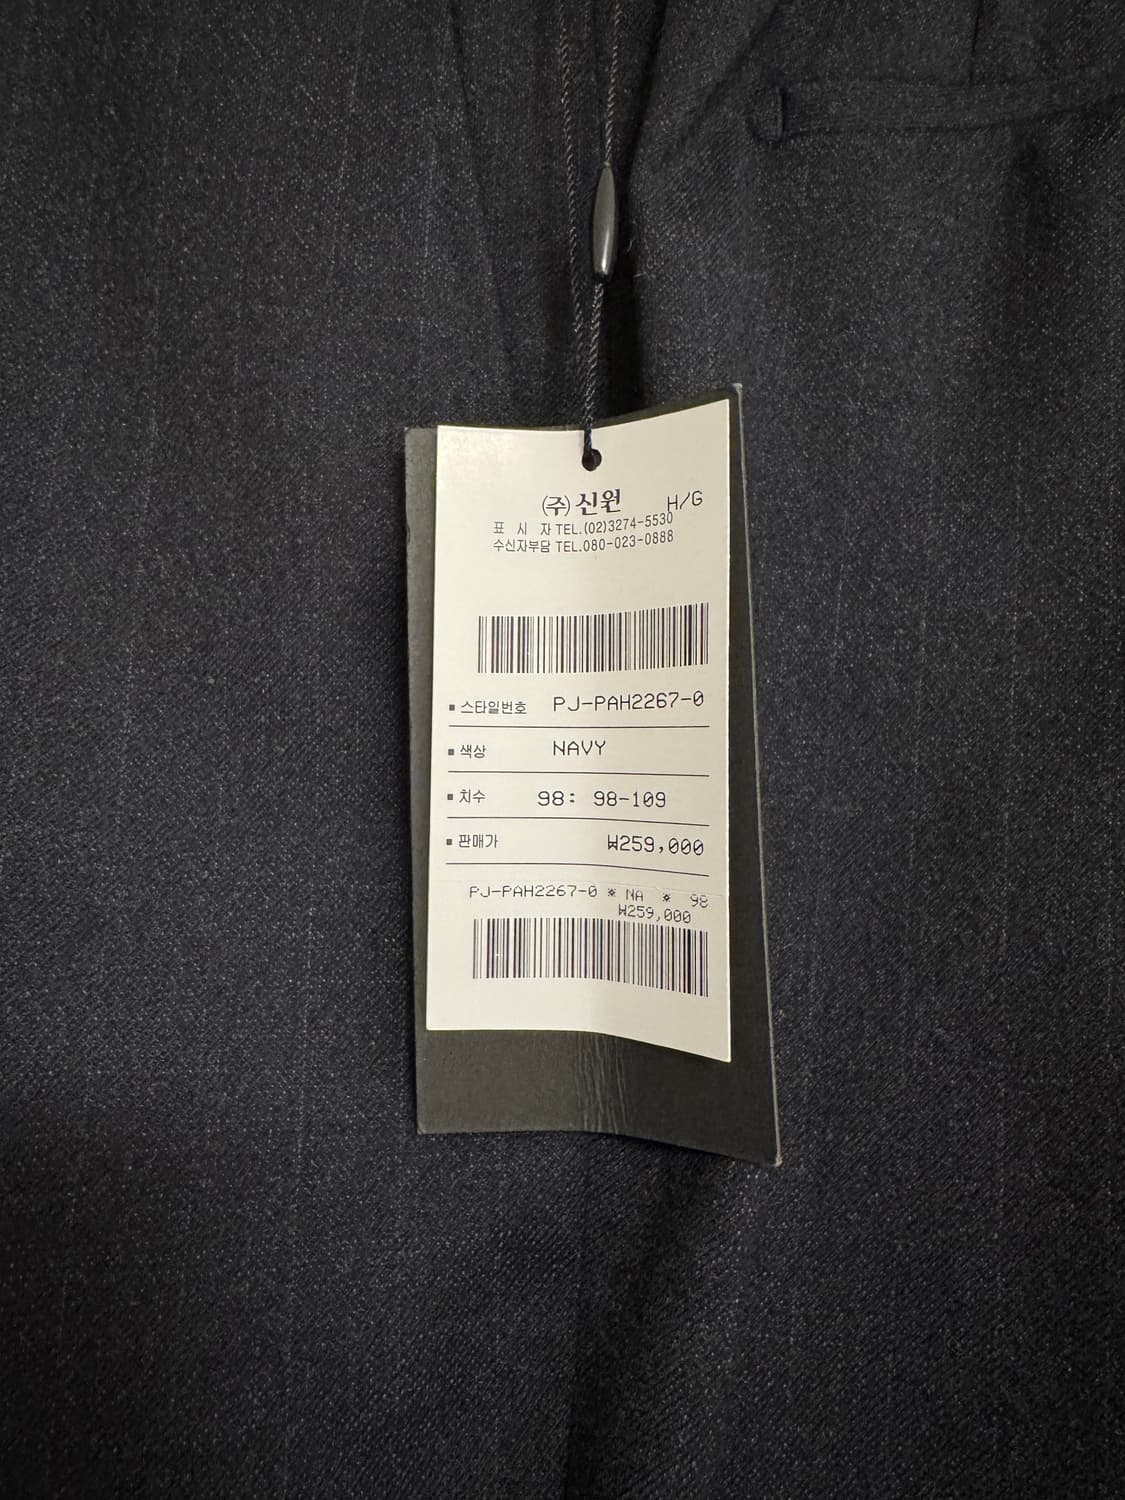 (주)신원 H/G
표 시 자 TEL.(02)3274-5530
수신자부담 TEL.080-023-0888
▪ 스타일번호 PJ-PAH2267-0
▪ 색상 NAVY
▪ 치수 98: 98-109
▪ 판매가 ₩259,000
PJ-PAH2267-0 ※ NA ※ 98
₩259,000